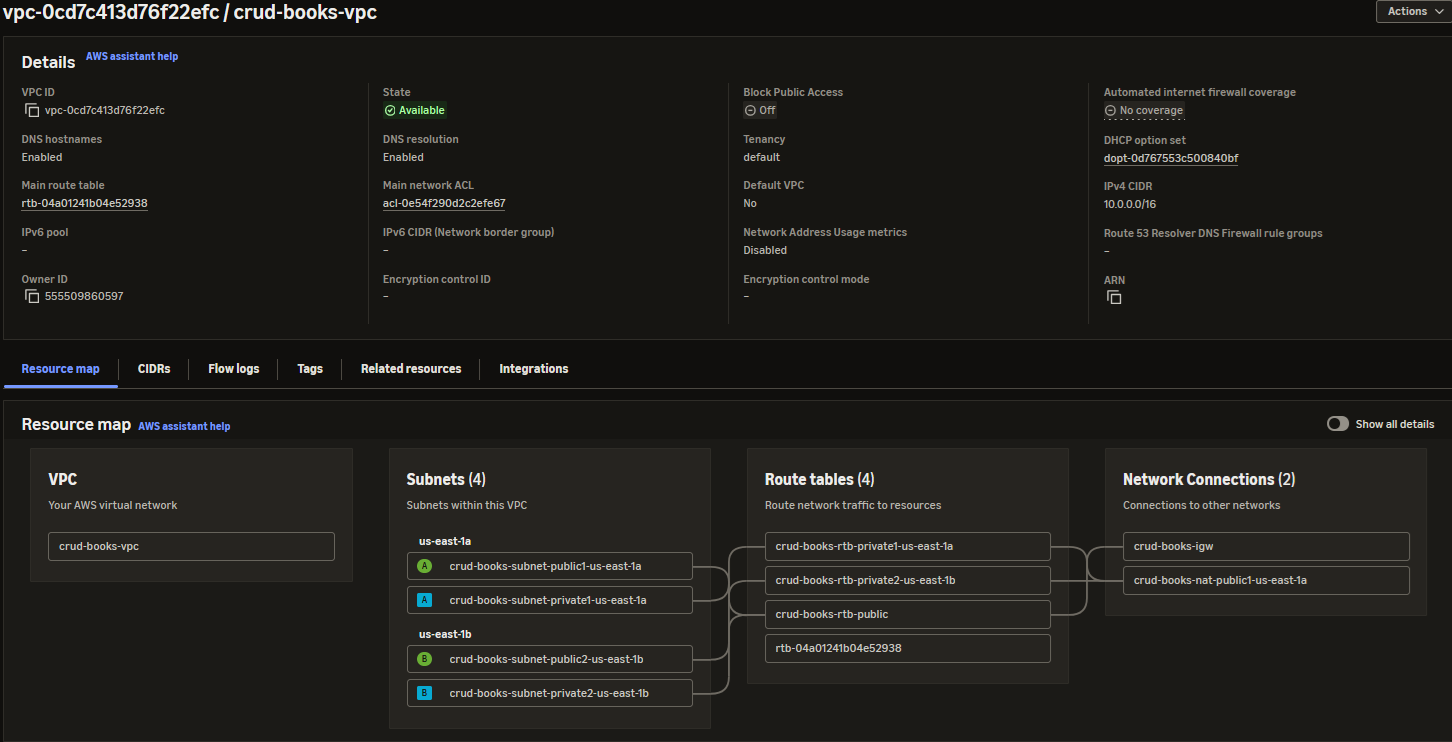 vpc-0cd7c413d76f22efc / crud-books-vpc
Actions
Details AWS assistant help
VPC ID
vpc-0cd7c413d76f22efc
State
Available
Block Public Access
Off
Automated internet firewall coverage
No coverage
DNS hostnames
Enabled
DNS resolution
Enabled
Tenancy
default
DHCP option set
dopt-0d767553c500840bf
Main route table
rtb-04a01241b04e52938
Main network ACL
acl-0e54f290d2c2efe67
Default VPC
No
IPv4 CIDR
10.0.0.0/16
IPv6 pool
–
IPv6 CIDR (Network border group)
–
Network Address Usage metrics
Disabled
Route 53 Resolver DNS Firewall rule groups
–
Owner ID
555509860597
Encryption control ID
–
Encryption control mode
–
ARN
Resource map CIDRs Flow logs Tags Related resources Integrations
Resource map AWS assistant help
Show all details
VPC
Your AWS virtual network
crud-books-vpc
Subnets (4)
Subnets within this VPC
us-east-1a
A crud-books-subnet-public1-us-east-1a
A crud-books-subnet-private1-us-east-1a
us-east-1b
B crud-books-subnet-public2-us-east-1b
B crud-books-subnet-private2-us-east-1b
Route tables (4)
Route network traffic to resources
crud-books-rtb-private1-us-east-1a
crud-books-rtb-private2-us-east-1b
crud-books-rtb-public
rtb-04a01241b04e52938
Network Connections (2)
Connections to other networks
crud-books-igw
crud-books-nat-public1-us-east-1a